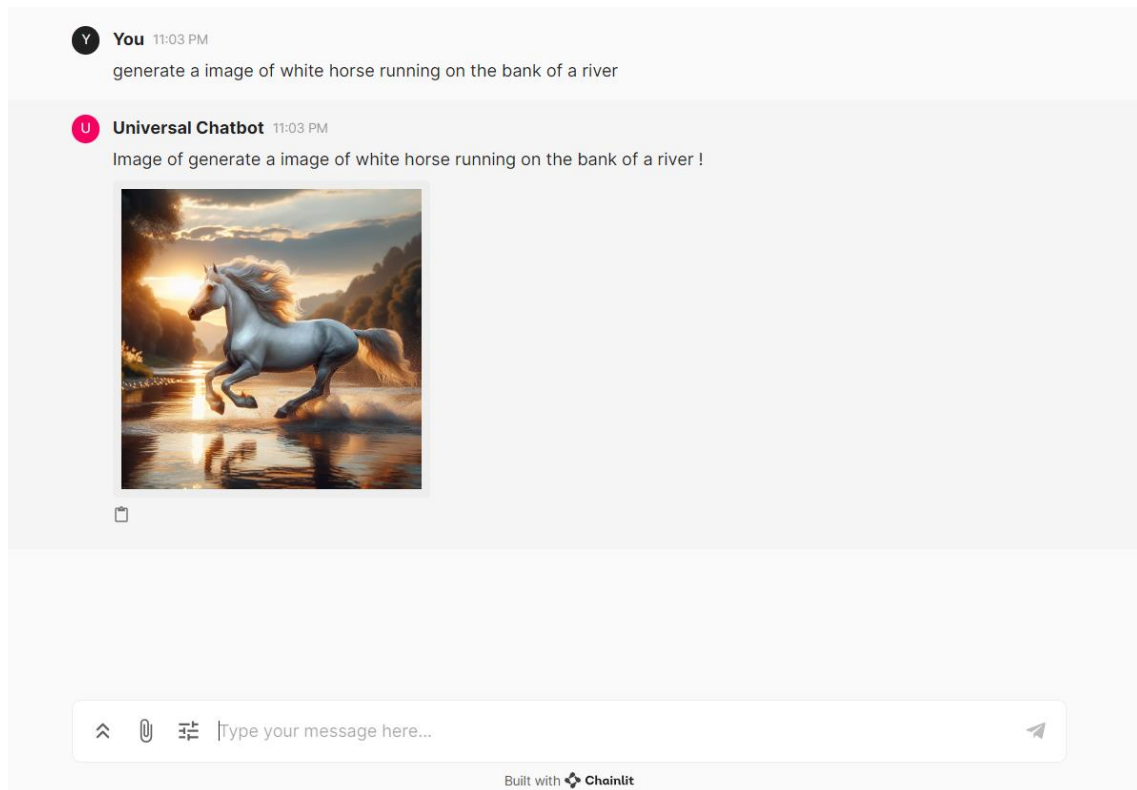 Y You 11:03 PM
generate a image of white horse running on the bank of a river
U Universal Chatbot 11:03 PM
Image of generate a image of white horse running on the bank of a river !
Type your message here...
Built with Chainlit